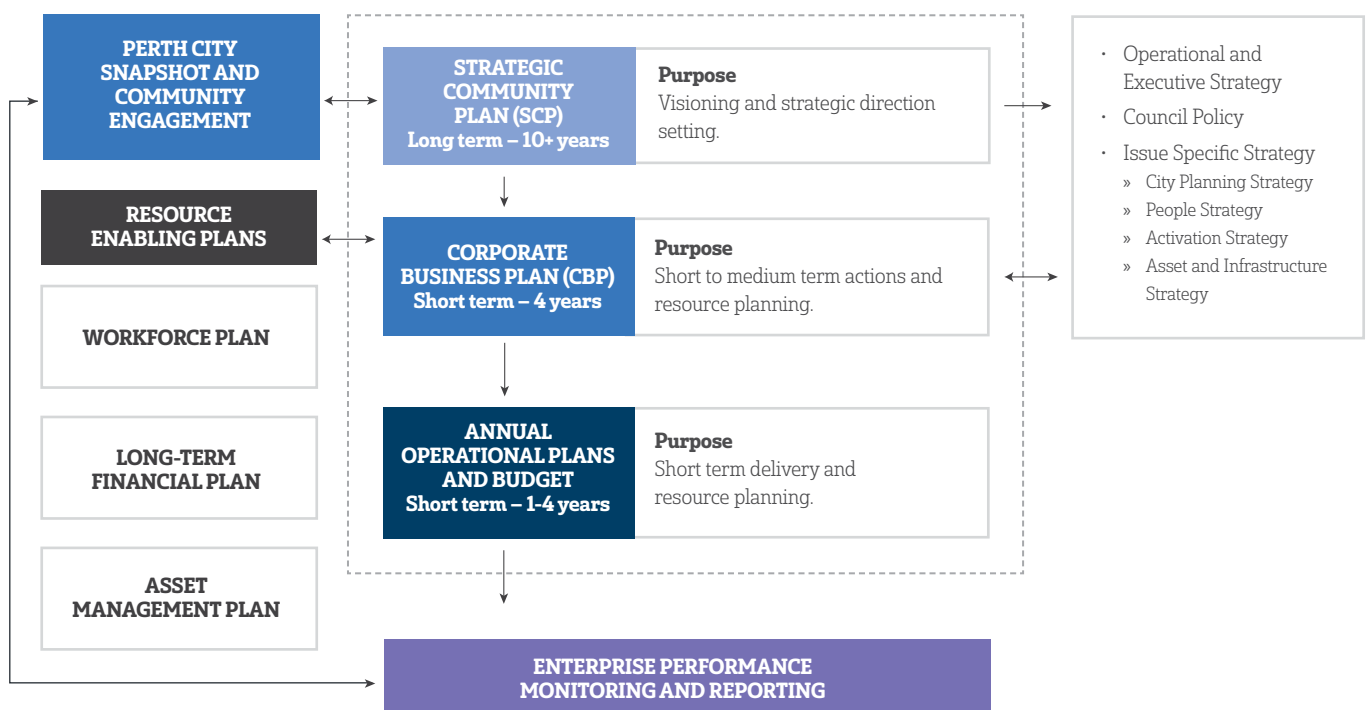 PERTH CITY
SNAPSHOT AND
COMMUNITY
ENGAGEMENT
STRATEGIC
COMMUNITY
PLAN (SCP)
Long term – 10+ years
Purpose
Visioning and strategic direction
setting.
· Operational and
Executive Strategy
· Council Policy
· Issue Specific Strategy
» City Planning Strategy
» People Strategy
» Activation Strategy
» Asset and Infrastructure
Strategy
RESOURCE
ENABLING PLANS
CORPORATE
BUSINESS PLAN (CBP)
Short term – 4 years
Purpose
Short to medium term actions and
resource planning.
WORKFORCE PLAN
LONG-TERM
FINANCIAL PLAN
ANNUAL
OPERATIONAL PLANS
AND BUDGET
Short term – 1-4 years
Purpose
Short term delivery and
resource planning.
ASSET
MANAGEMENT PLAN
ENTERPRISE PERFORMANCE
MONITORING AND REPORTING